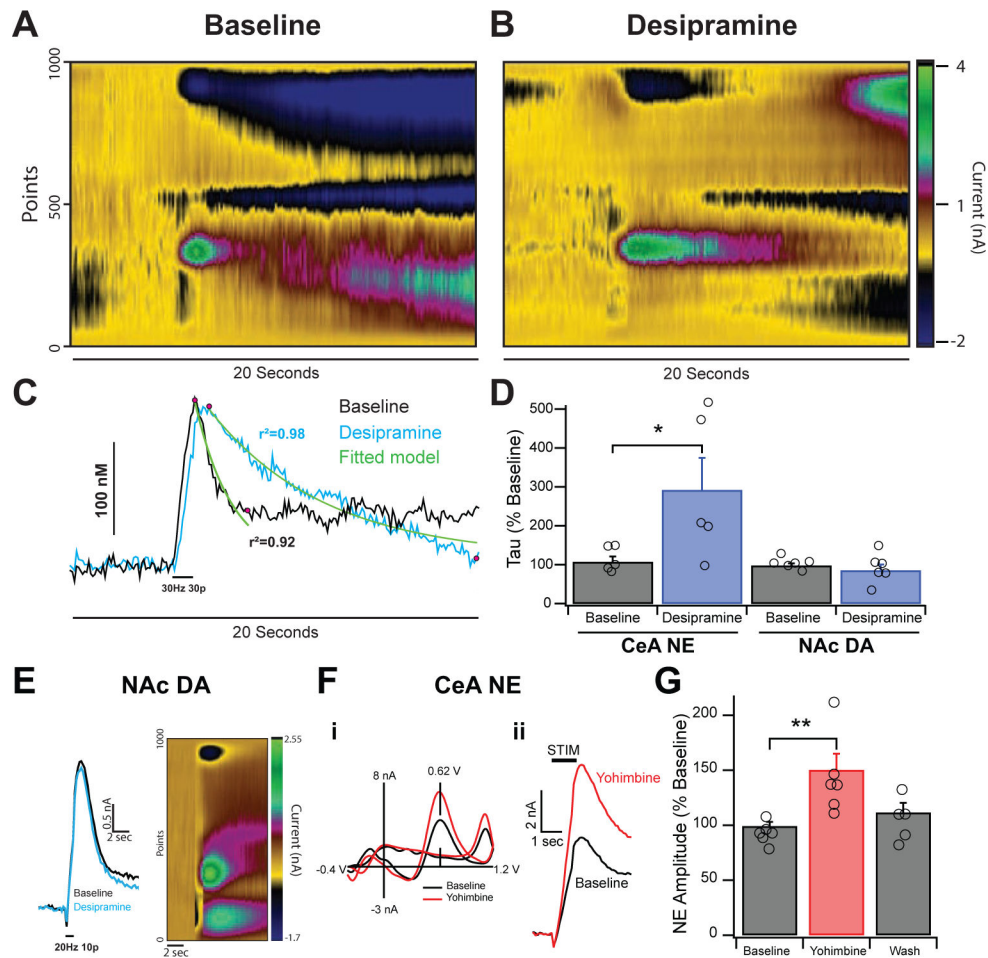 A
Baseline
B
Desipramine
1000
500
0
Points
20 Seconds
20 Seconds
4
1
-2
Current (nA)
C
Baseline
Desipramine
Fitted model
r²=0.98
r²=0.92
100 nM
30Hz 30p
20 Seconds
D
Tau (% Baseline)
500
400
300
200
100
0
*
Baseline
Desipramine
Baseline
Desipramine
CeA NE
NAc DA
E
NAc DA
0.5 nA
2 sec
Baseline
Desipramine
20Hz 10p
1000
Points
0
2 sec
2.55
-1.7
Current (nA)
F
CeA NE
i
8 nA
0.62 V
-0.4 V
1.2 V
-3 nA
Baseline
Yohimbine
ii
STIM
Yohimbine
2 nA
1 sec
Baseline
G
NE Amplitude (% Baseline)
200
150
100
50
0
**
Baseline
Yohimbine
Wash